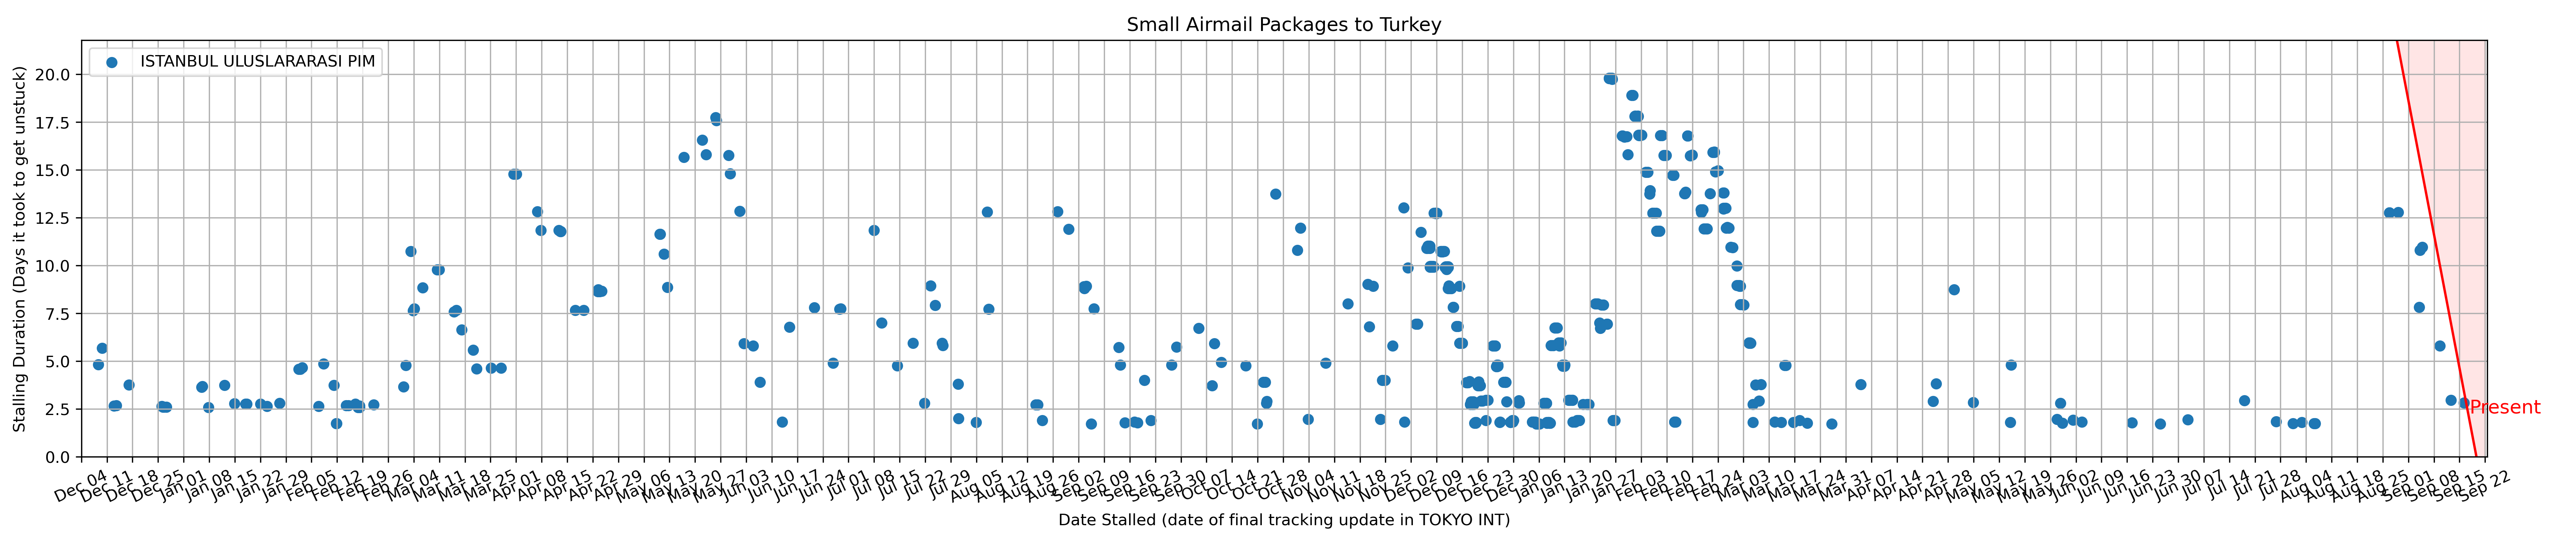 Small Airmail Packages to Turkey
ISTANBUL ULUSLARARASI PIM
Stalling Duration (Days it took to get unstuck)
20.0
17.5
15.0
12.5
10.0
7.5
5.0
2.5
0.0
Present
Dec 04 Dec 11 Dec 18 Dec 25 Jan 01 Jan 08 Jan 15 Jan 22 Jan 29 Feb 05 Feb 12 Feb 19 Feb 26 Mar 04 Mar 11 Mar 18 Mar 25 Apr 01 Apr 08 Apr 15 Apr 22 Apr 29 May 06 May 13 May 20 May 27 Jun 03 Jun 10 Jun 17 Jun 24 Jul 01 Jul 08 Jul 15 Jul 22 Jul 29 Aug 05 Aug 12 Aug 19 Aug 26 Sep 02 Sep 09 Sep 16 Sep 23 Sep 30 Oct 07 Oct 14 Oct 21 Oct 28 Nov 04 Nov 11 Nov 18 Nov 25 Dec 02 Dec 09 Dec 16 Dec 23 Dec 30 Jan 06 Jan 13 Jan 20 Jan 27 Feb 03 Feb 10 Feb 17 Feb 24 Mar 03 Mar 10 Mar 17 Mar 24 Mar 31 Apr 07 Apr 14 Apr 21 Apr 28 May 05 May 12 May 19 May 26 Jun 02 Jun 09 Jun 16 Jun 23 Jun 30 Jul 07 Jul 14 Jul 21 Jul 28 Aug 04 Aug 11 Aug 18 Aug 25 Sep 01 Sep 08 Sep 15 Sep 22
Date Stalled (date of final tracking update in TOKYO INT)